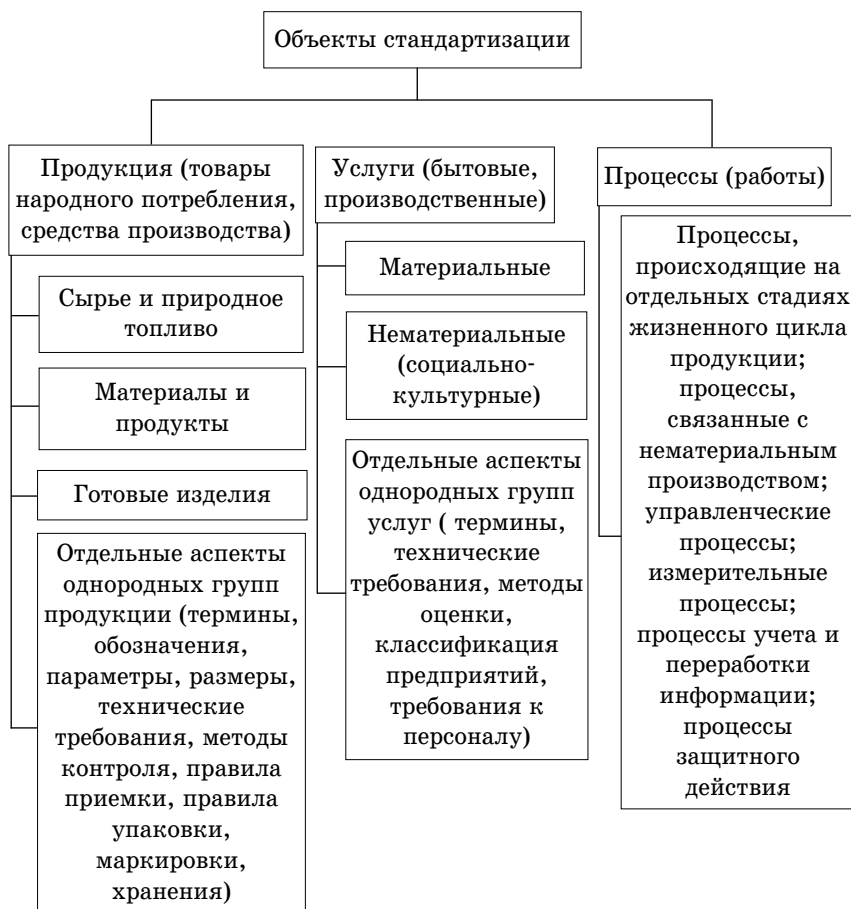 Объекты стандартизации
Продукция (товары
народного потребления,
средства производства)
Сырье и природное
топливо
Материалы и
продукты
Готовые изделия
Отдельные аспекты
однородных групп
продукции (термины,
обозначения,
параметры, размеры,
технические
требования, методы
контроля, правила
приемки, правила
упаковки,
маркировки,
хранения)
Услуги (бытовые,
производственные)
Материальные
Нематериальные
(социально-
культурные)
Отдельные аспекты
однородных групп
услуг ( термины,
технические
требования, методы
оценки,
классификация
предприятий,
требования к
персоналу)
Процессы (работы)
Процессы,
происходящие на
отдельных стадиях
жизненного цикла
продукции;
процессы,
связанные с
нематериальным
производством;
управленческие
процессы;
измерительные
процессы;
процессы учета и
переработки
информации;
процессы
защитного
действия